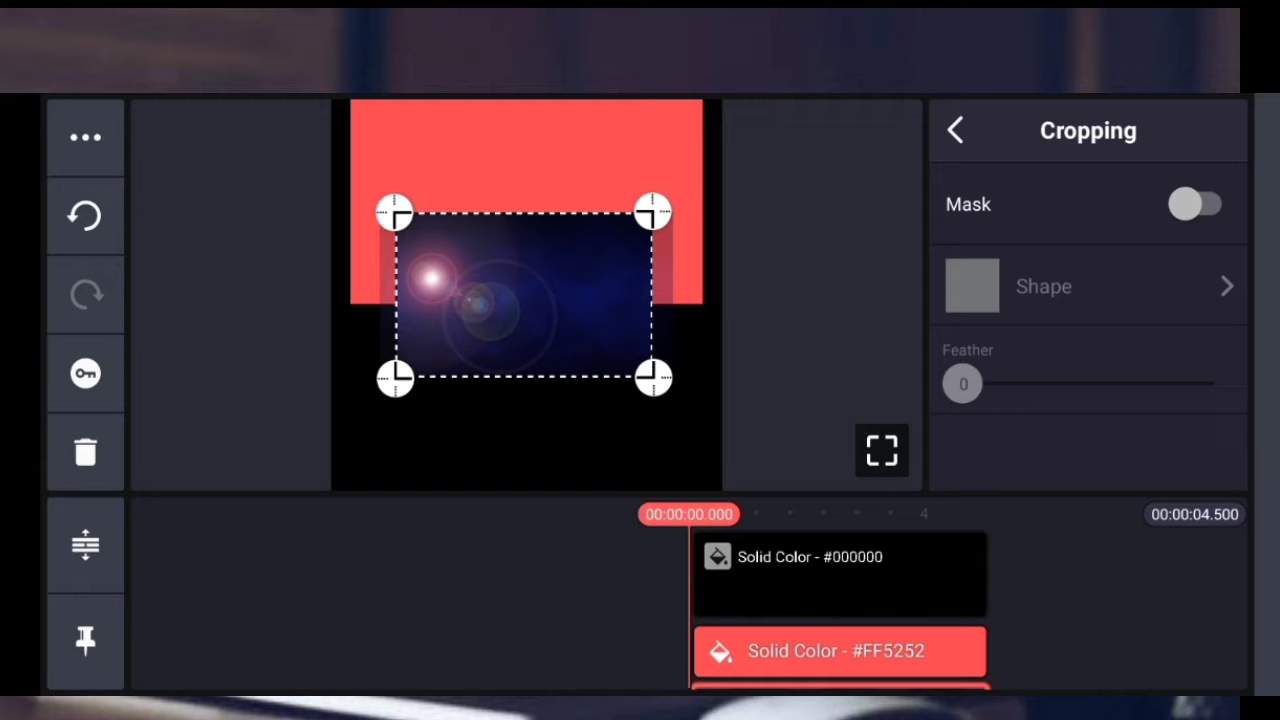 Cropping
Mask
Shape
Feather
0
00:00:00.000
4
00:00:04.500
Solid Color - #000000
Solid Color - #FF5252